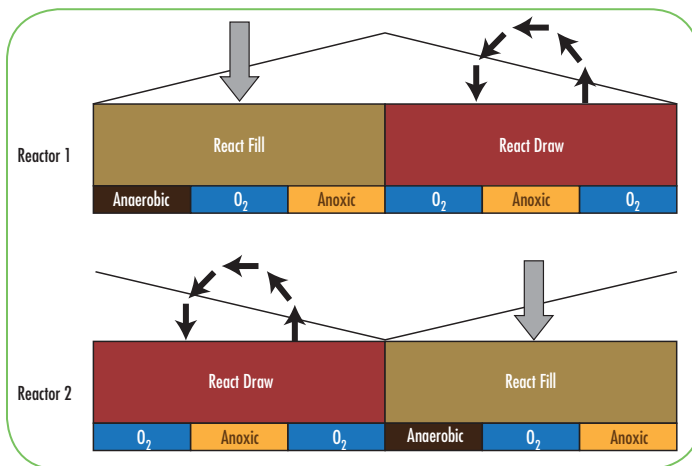 React Fill
React Draw
Reactor 1
Anaerobic
O₂
Anoxic
O₂
Anoxic
O₂
React Draw
React Fill
Reactor 2
O₂
Anoxic
O₂
Anaerobic
O₂
Anoxic